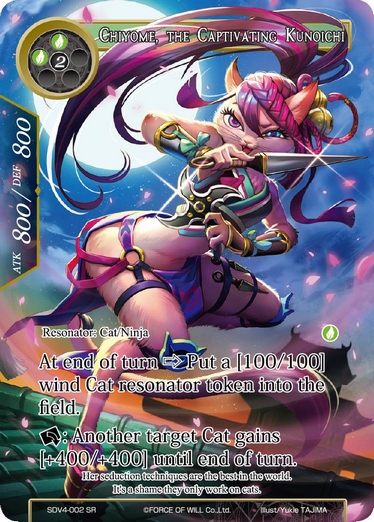 Chiyome, the Captivating Kunoichi
2
ATK 800 / DEF 800
Resonator: Cat/Ninja
At end of turn ⇨ Put a [100/100]
wind Cat resonator token into the
field.
: Another target Cat gains
[+400/+400] until end of turn.
Her seduction techniques are the best in the world.
It's a shame they only work on cats.
SDV4-002 SR
©FORCE OF WILL Co.,Ltd.
Illust/Yukie TAJIMA